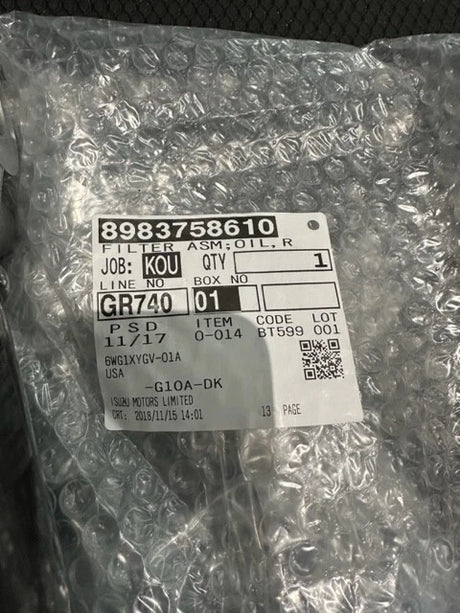 8983758610
FILTER ASM;OIL,R
JOB: KOU QTY 1
LINE NO BOX NO
GR740 01
PSD ITEM CODE LOT
11/17 0-014 BT599 001
6WG1XYGV-01A
USA
-G10A-DK
ISUZU MOTORS LIMITED
CRT: 2018/11/15 14:01 13 PAGE